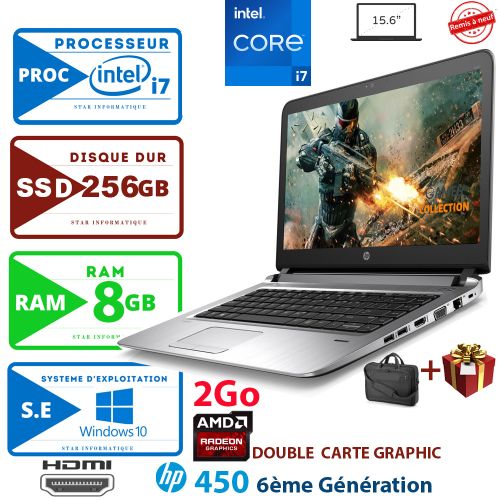 PROCESSEUR
PROC intel i7
STAR INFORMATIQUE
intel
CORE
i7
15.6”
Remis à neuf
DISQUE DUR
SSD 256GB
STAR INFORMATIQUE
COLLECTION
hp
RAM
RAM 8GB
STAR INFORMATIQUE
SYSTEME D'EXPLOITATION
S.E Windows 10
STAR INFORMATIQUE
2Go
AMD
RADEON
GRAPHICS
DOUBLE CARTE GRAPHIC
HDMI
hp 450 6ème Génération
+